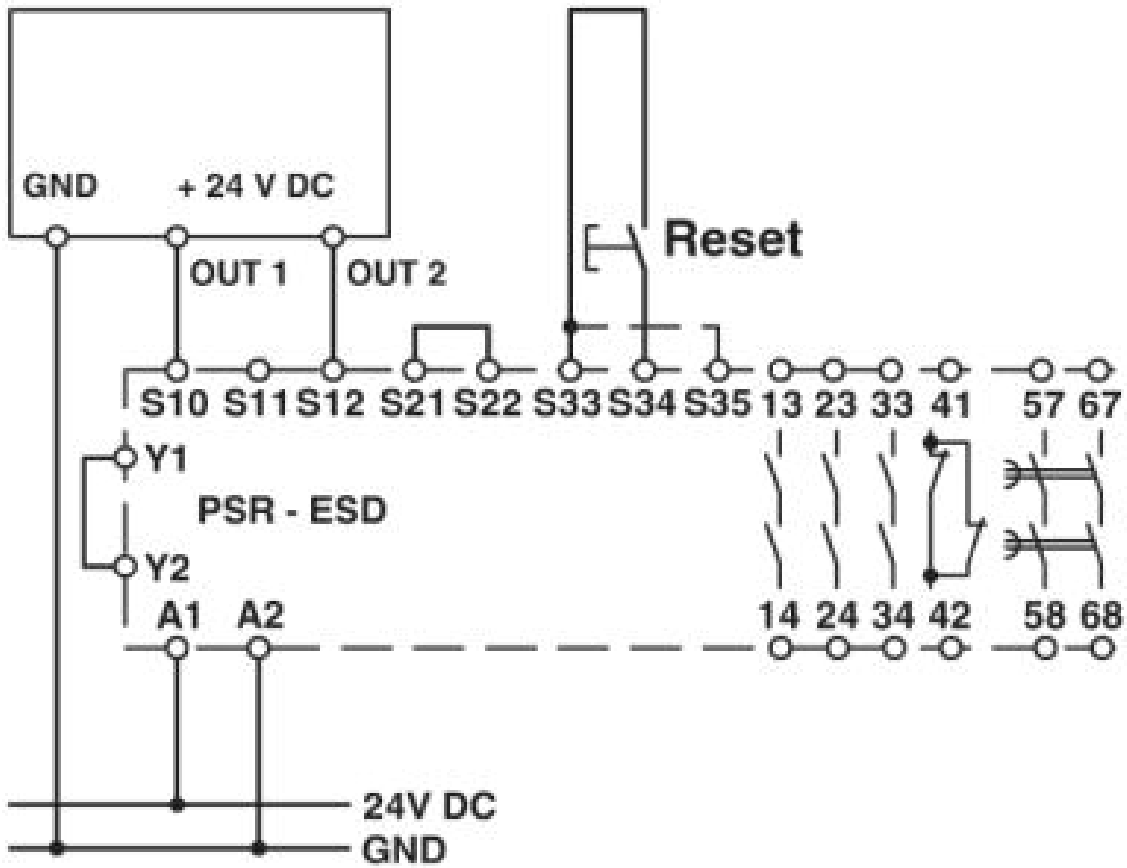 GND + 24 V DC
OUT 1 OUT 2 Reset
S10 S11 S12 S21 S22 S33 S34 S35 13 23 33 41 57 67
Y1
PSR - ESD
Y2
A1 A2 14 24 34 42 58 68
24V DC
GND